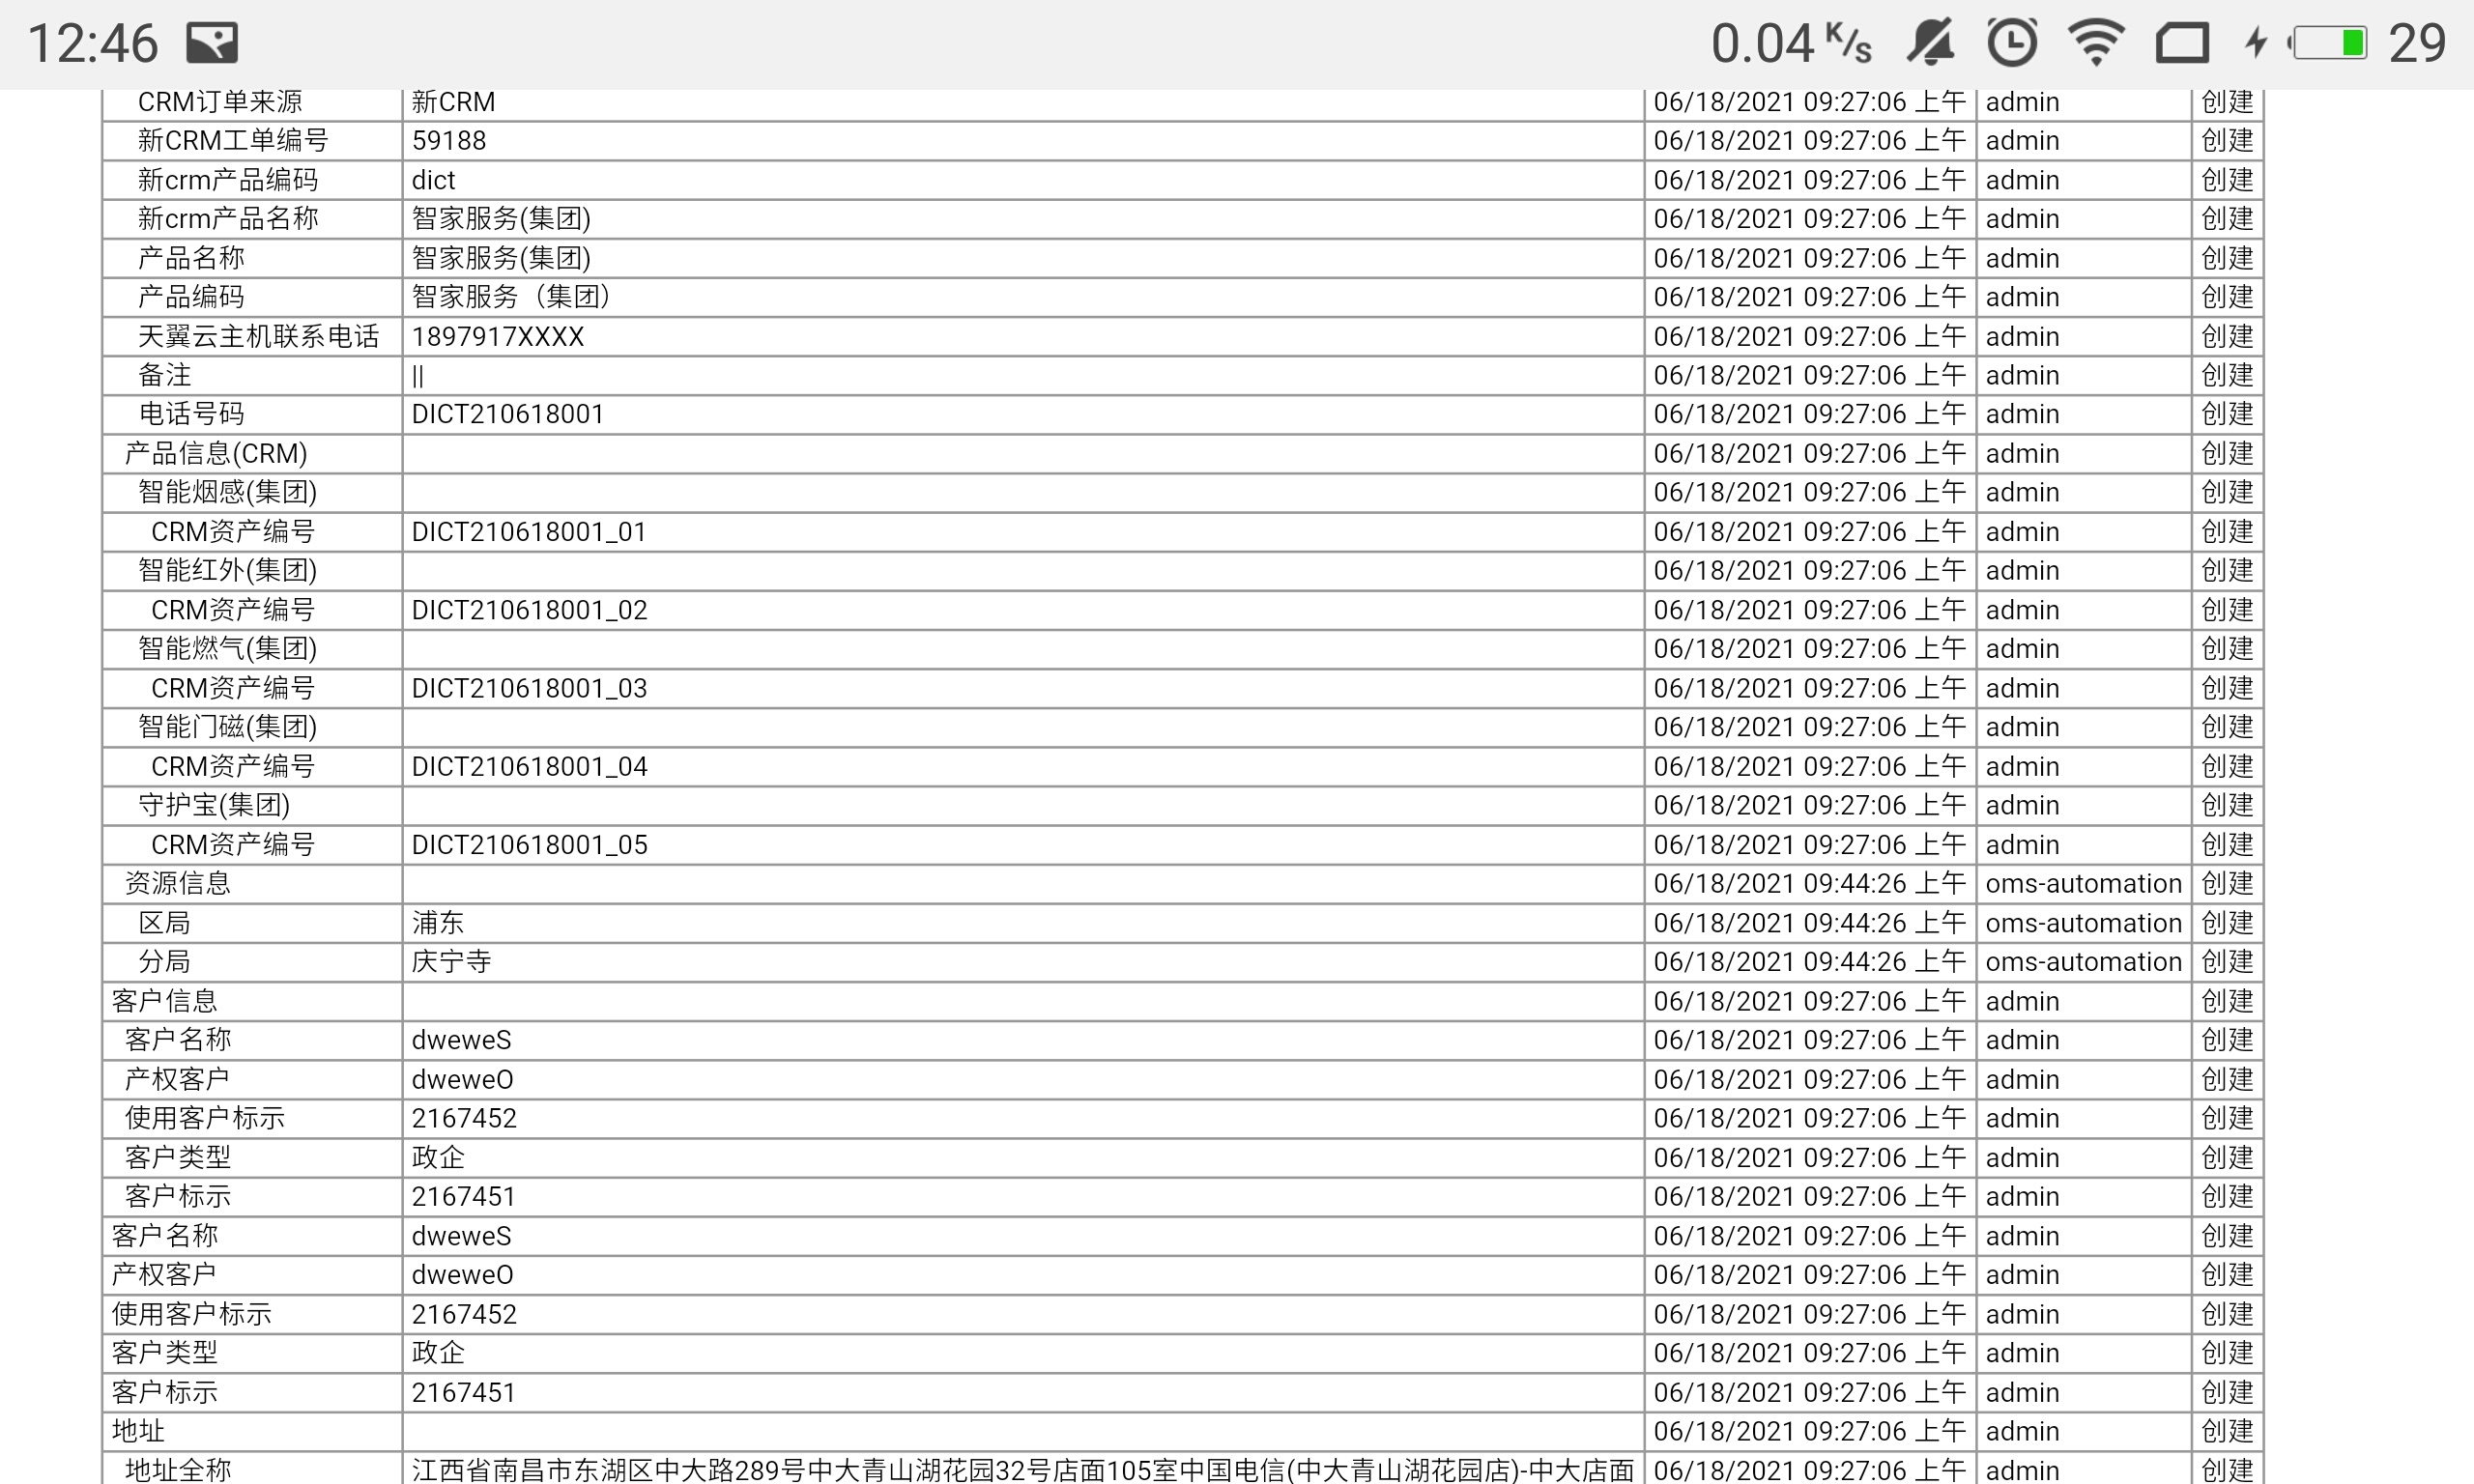 12:46 0.04 K/s 29
CRM订单来源 新CRM 06/18/2021 09:27:06 上午 admin 创建
新CRM工单编号 59188 06/18/2021 09:27:06 上午 admin 创建
新crm产品编码 dict 06/18/2021 09:27:06 上午 admin 创建
新crm产品名称 智家服务(集团) 06/18/2021 09:27:06 上午 admin 创建
产品名称 智家服务(集团) 06/18/2021 09:27:06 上午 admin 创建
产品编码 智家服务（集团） 06/18/2021 09:27:06 上午 admin 创建
天翼云主机联系电话 1897917XXXX 06/18/2021 09:27:06 上午 admin 创建
备注 || 06/18/2021 09:27:06 上午 admin 创建
电话号码 DICT210618001 06/18/2021 09:27:06 上午 admin 创建
产品信息(CRM) 06/18/2021 09:27:06 上午 admin 创建
智能烟感(集团) 06/18/2021 09:27:06 上午 admin 创建
CRM资产编号 DICT210618001_01 06/18/2021 09:27:06 上午 admin 创建
智能红外(集团) 06/18/2021 09:27:06 上午 admin 创建
CRM资产编号 DICT210618001_02 06/18/2021 09:27:06 上午 admin 创建
智能燃气(集团) 06/18/2021 09:27:06 上午 admin 创建
CRM资产编号 DICT210618001_03 06/18/2021 09:27:06 上午 admin 创建
智能门磁(集团) 06/18/2021 09:27:06 上午 admin 创建
CRM资产编号 DICT210618001_04 06/18/2021 09:27:06 上午 admin 创建
守护宝(集团) 06/18/2021 09:27:06 上午 admin 创建
CRM资产编号 DICT210618001_05 06/18/2021 09:27:06 上午 admin 创建
资源信息 06/18/2021 09:44:26 上午 oms-automation 创建
区局 浦东 06/18/2021 09:44:26 上午 oms-automation 创建
分局 庆宁寺 06/18/2021 09:44:26 上午 oms-automation 创建
客户信息 06/18/2021 09:27:06 上午 admin 创建
客户名称 dweweS 06/18/2021 09:27:06 上午 admin 创建
产权客户 dweweO 06/18/2021 09:27:06 上午 admin 创建
使用客户标示 2167452 06/18/2021 09:27:06 上午 admin 创建
客户类型 政企 06/18/2021 09:27:06 上午 admin 创建
客户标示 2167451 06/18/2021 09:27:06 上午 admin 创建
客户名称 dweweS 06/18/2021 09:27:06 上午 admin 创建
产权客户 dweweO 06/18/2021 09:27:06 上午 admin 创建
使用客户标示 2167452 06/18/2021 09:27:06 上午 admin 创建
客户类型 政企 06/18/2021 09:27:06 上午 admin 创建
客户标示 2167451 06/18/2021 09:27:06 上午 admin 创建
地址 06/18/2021 09:27:06 上午 admin 创建
地址全称 江西省南昌市东湖区中大路289号中大青山湖花园32号店面105室中国电信(中大青山湖花园店)-中大店面 06/18/2021 09:27:06 上午 admin 创建